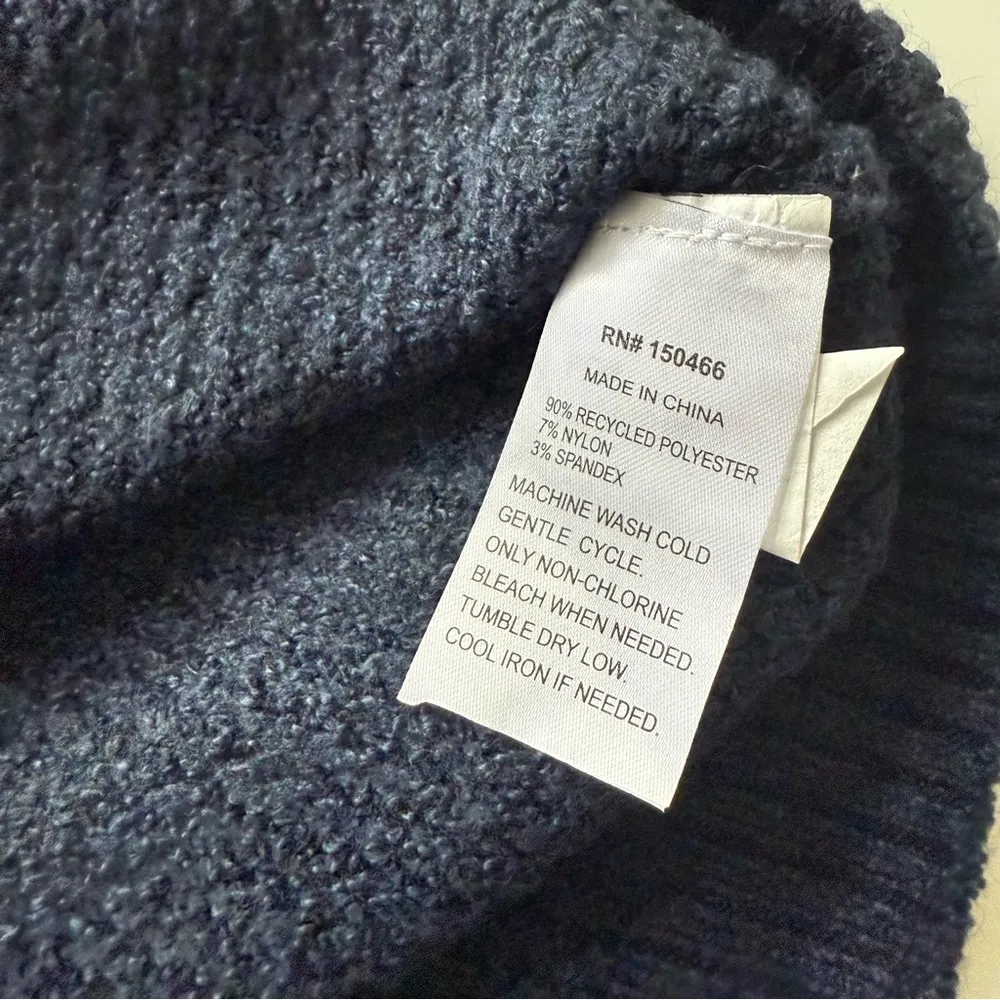 RN# 150466
MADE IN CHINA
90% RECYCLED POLYESTER
7% NYLON
3% SPANDEX
MACHINE WASH COLD
GENTLE CYCLE.
ONLY NON-CHLORINE
BLEACH WHEN NEEDED.
TUMBLE DRY LOW.
COOL IRON IF NEEDED.